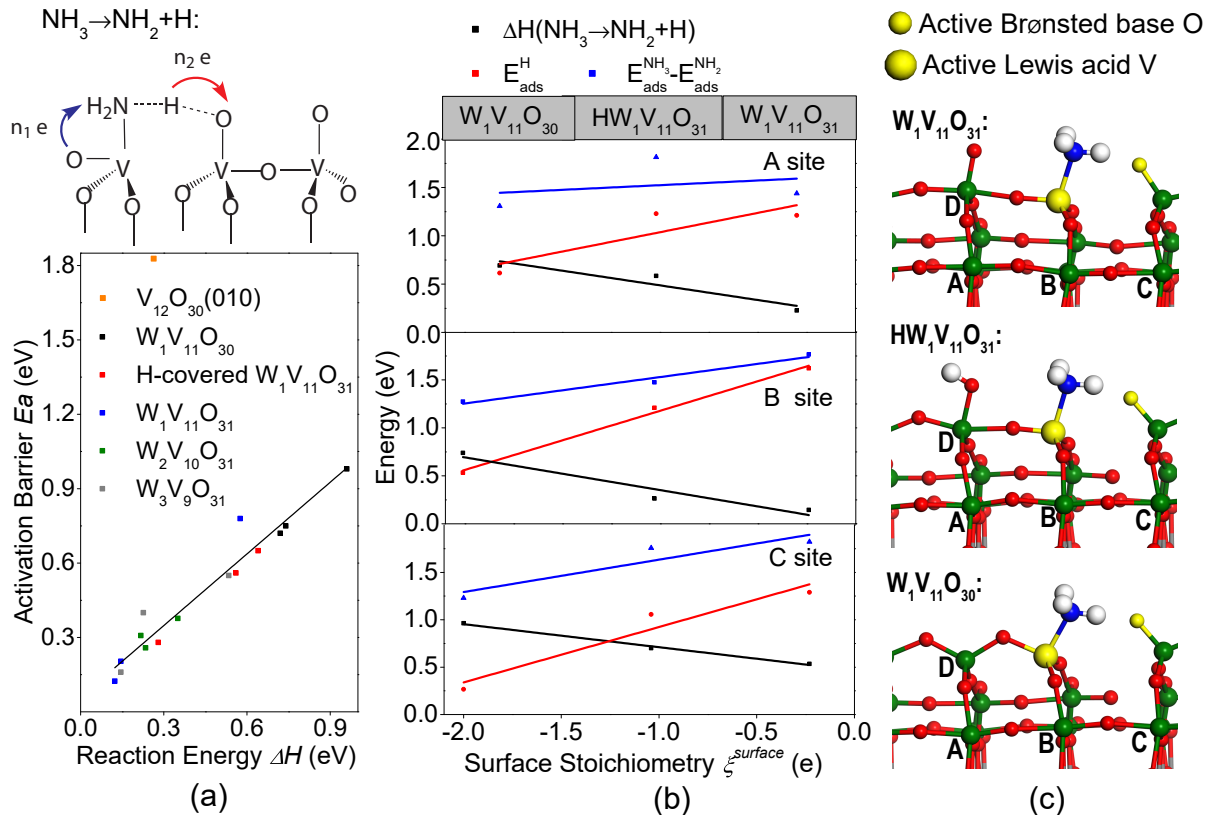 NH₃→NH₂+H:
n₂ e
H₂N H O
n₁ e
O V V O V
O O O O O
V₁₂O₃₀(010)
W₁V₁₁O₃₀
H-covered W₁V₁₁O₃₁
W₁V₁₁O₃₁
W₂V₁₀O₃₁
W₃V₉O₃₁
1.8
1.5
1.2
0.9
0.6
0.3
Activation Barrier Ea (eV)
0.0 0.3 0.6 0.9
Reaction Energy ΔH (eV)
(a)
ΔH(NH₃→NH₂+H)
E_ads^H E_ads^NH₃-E_ads^NH₂
W₁V₁₁O₃₀ HW₁V₁₁O₃₁ W₁V₁₁O₃₁
2.0
A site
1.5
1.0
0.5
0.0
B site
1.5
1.0
0.5
0.0
C site
1.5
1.0
0.5
0.0
Energy (eV)
-2.0 -1.5 -1.0 -0.5 0.0
Surface Stoichiometry ξ^surface (e)
(b)
Active Brønsted base O
Active Lewis acid V
W₁V₁₁O₃₁:
D
A B C
HW₁V₁₁O₃₁:
D
A B C
W₁V₁₁O₃₀:
D
A B C
(c)